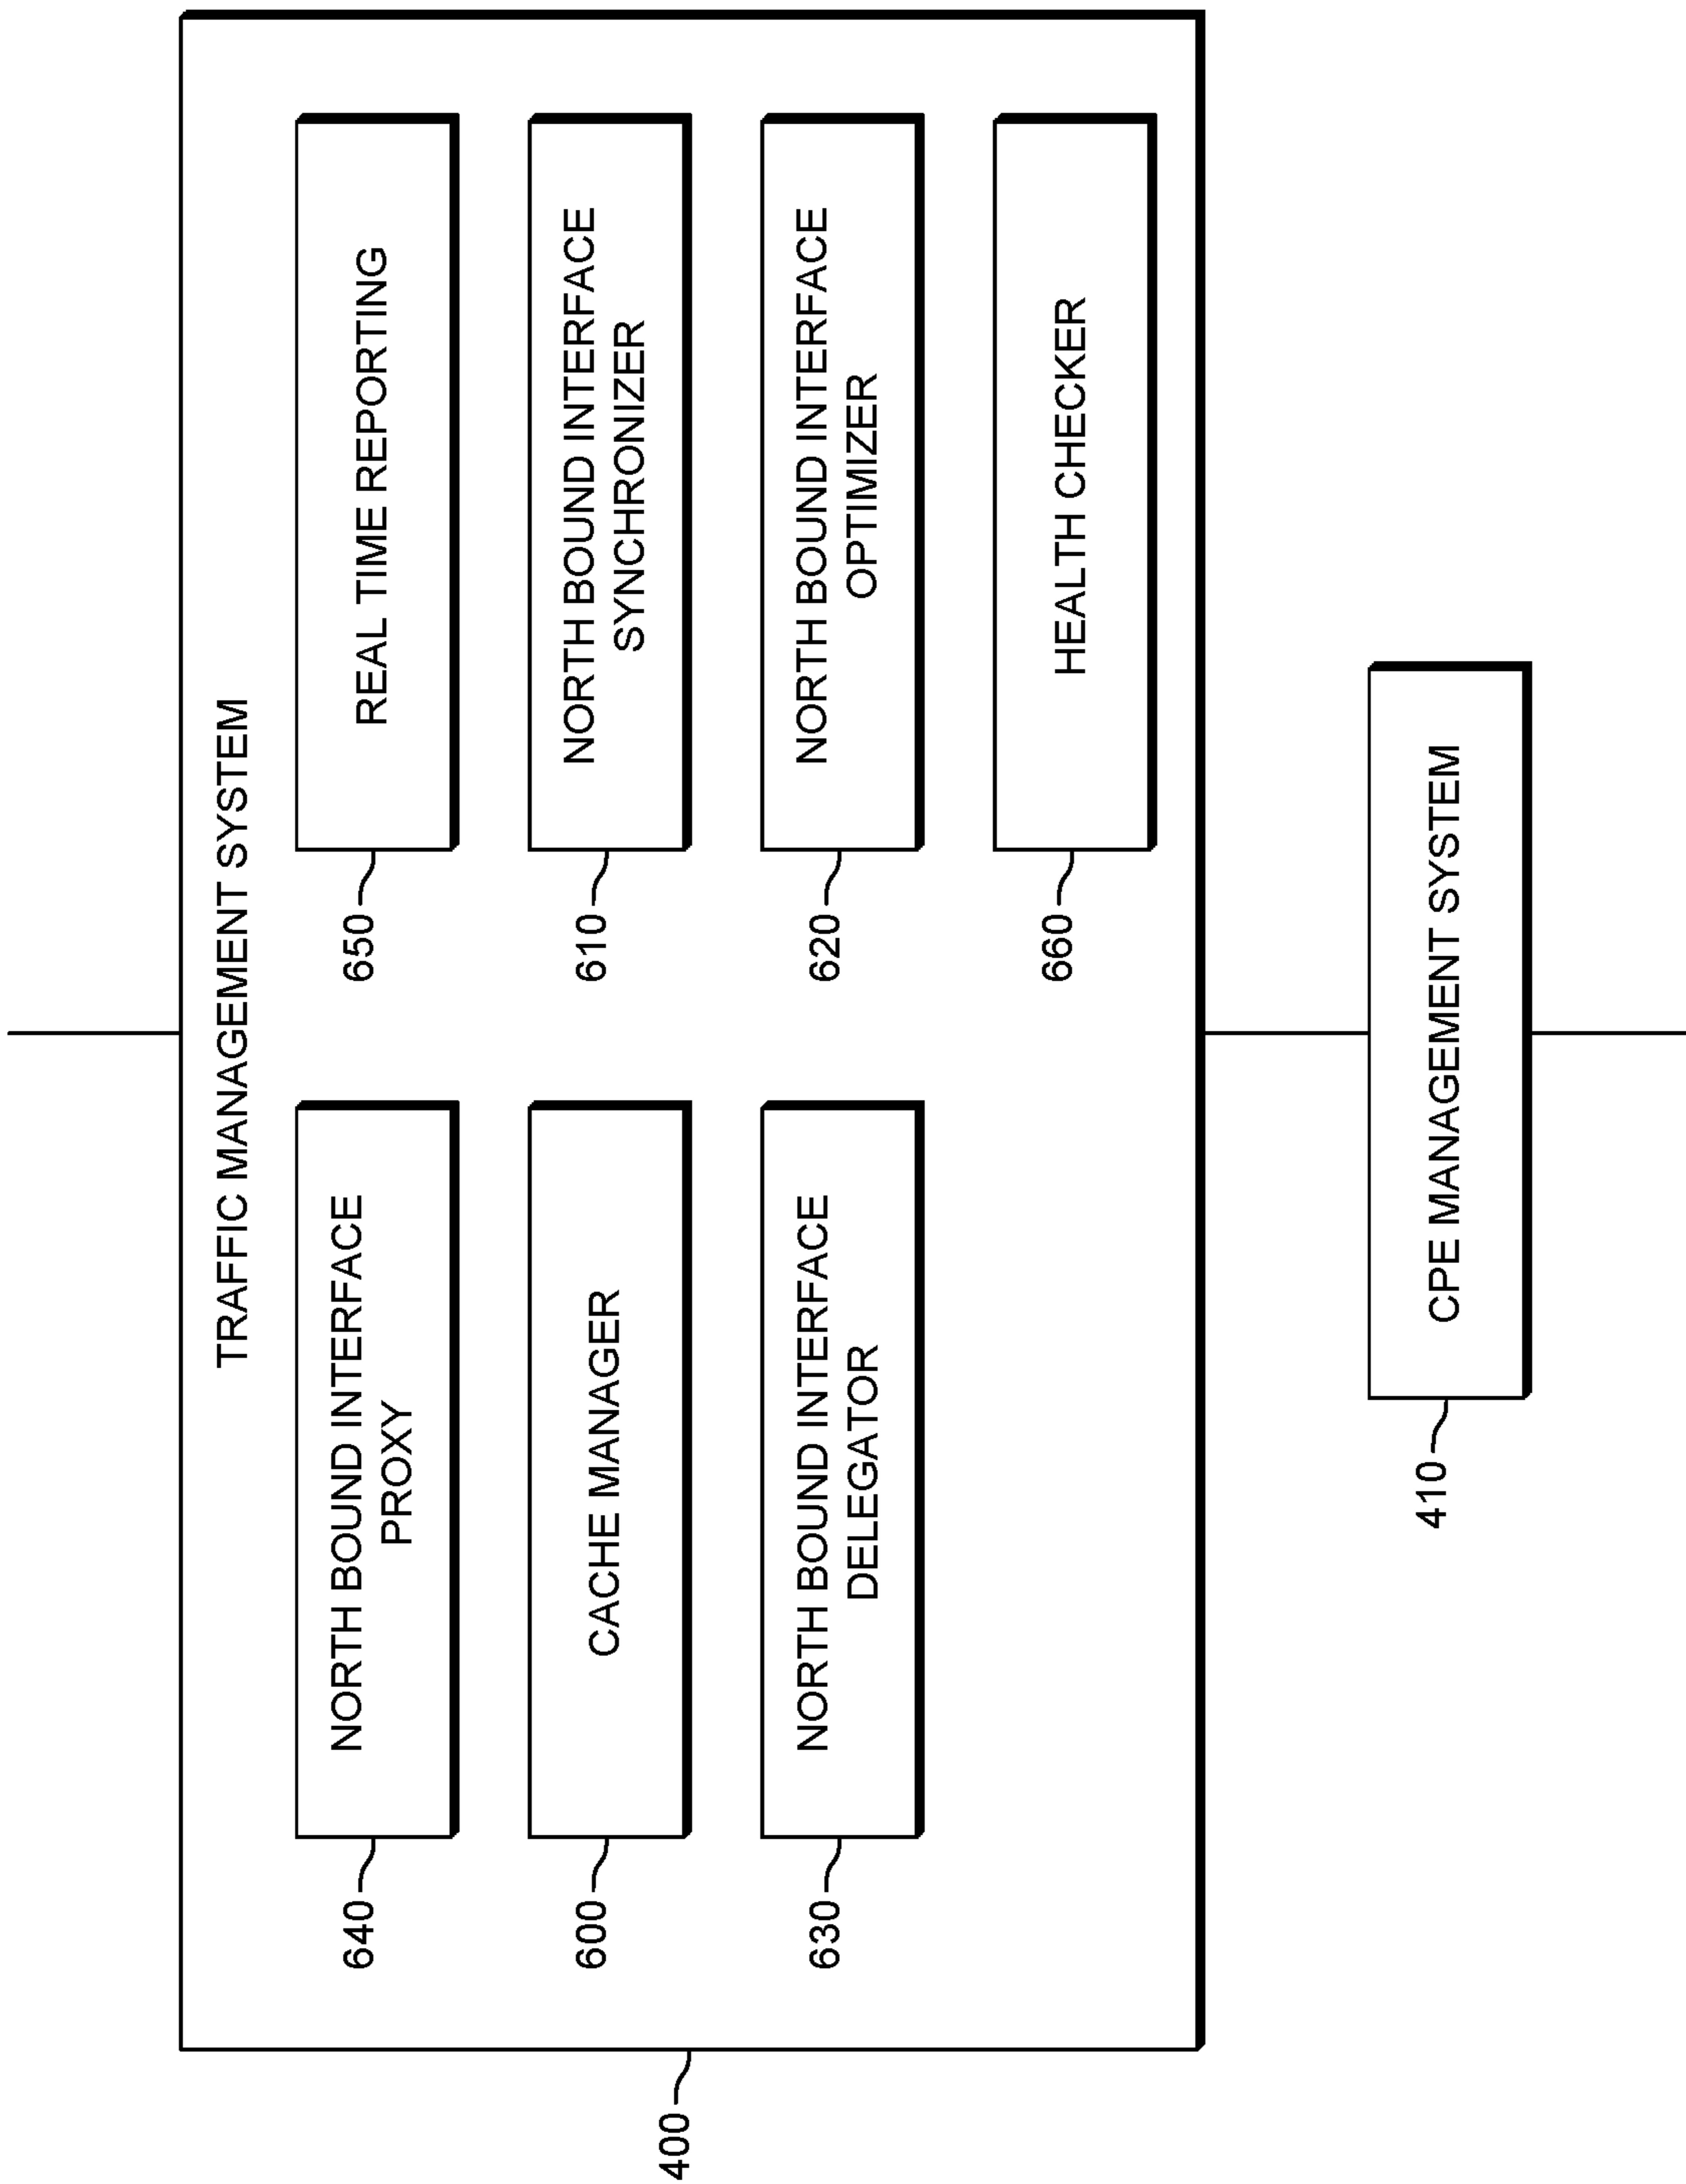 TRAFFIC MANAGEMENT SYSTEM
400
640
NORTH BOUND INTERFACE
PROXY
650
REAL TIME REPORTING
600
CACHE MANAGER
610
NORTH BOUND INTERFACE
SYNCHRONIZER
630
NORTH BOUND INTERFACE
DELEGATOR
620
NORTH BOUND INTERFACE
OPTIMIZER
660
HEALTH CHECKER
410
CPE MANAGEMENT SYSTEM